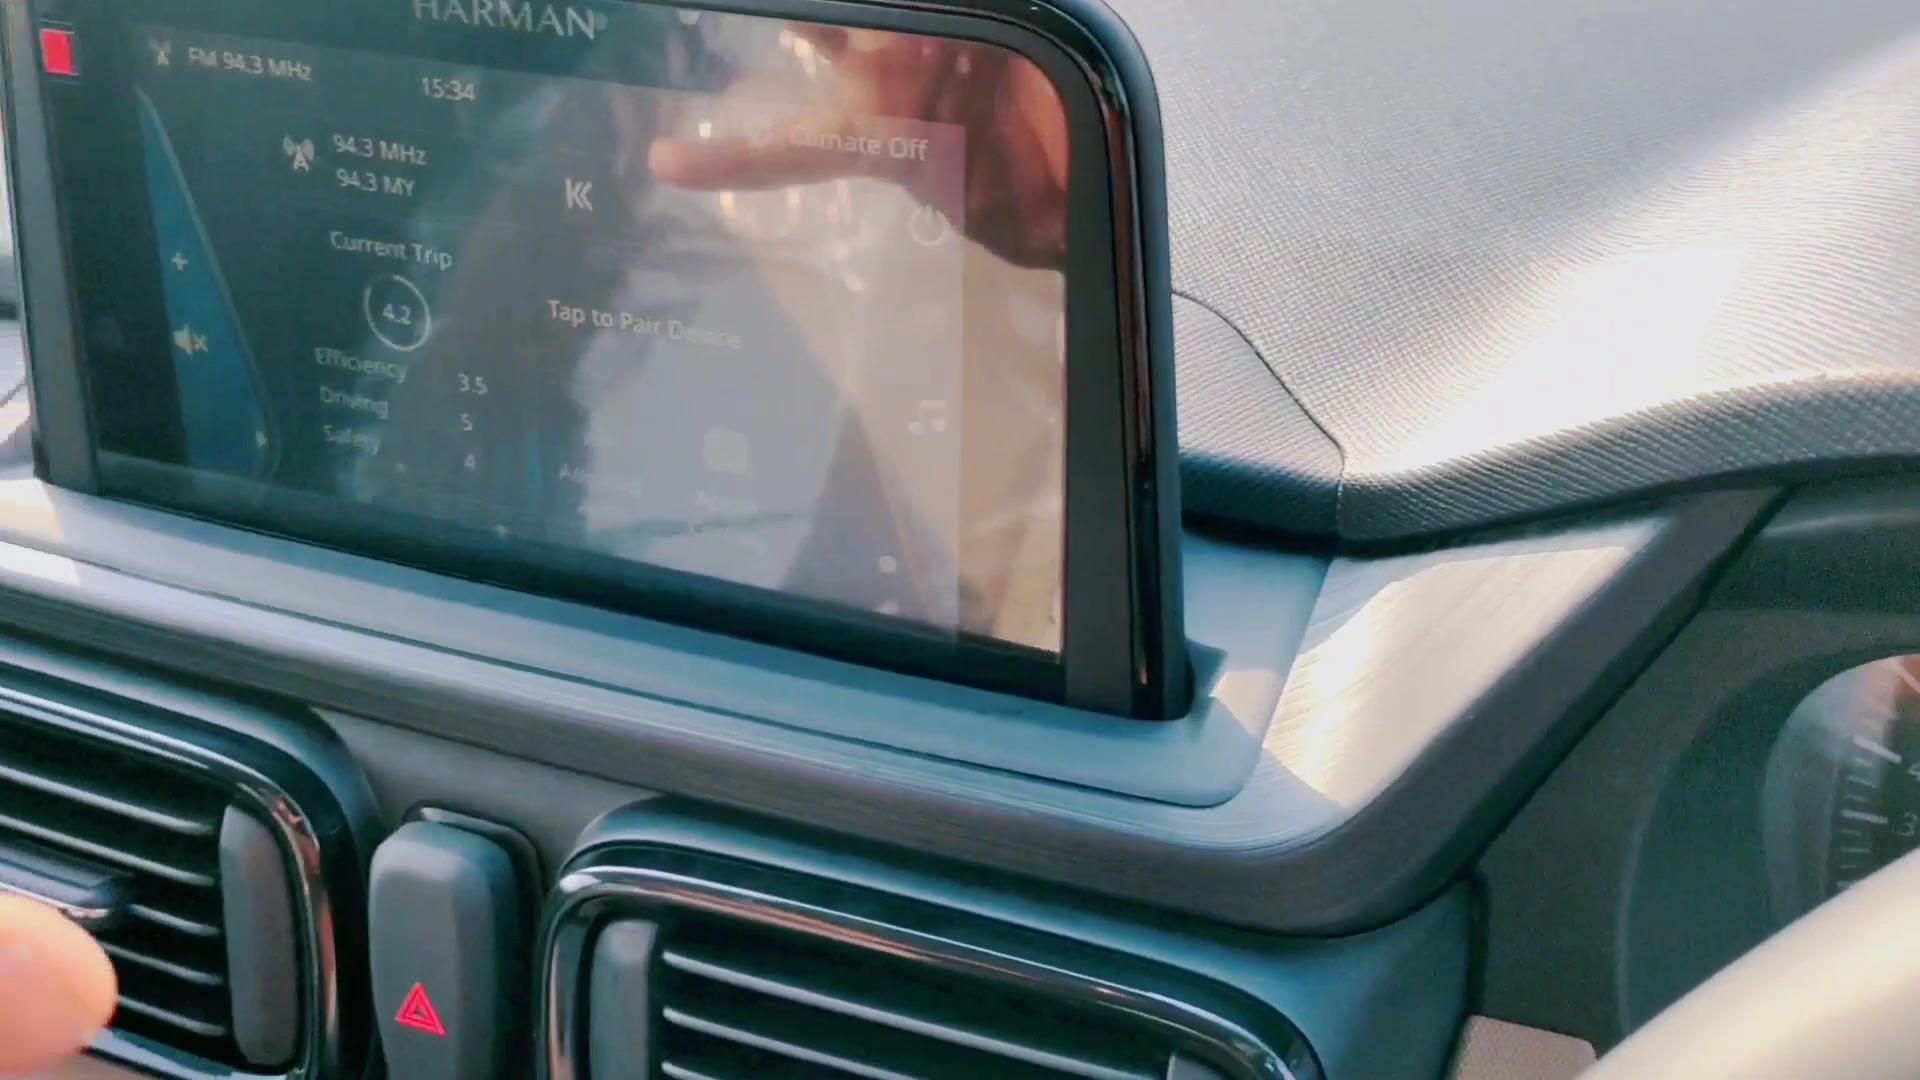 HARMAN
FM 94.3 MHz
15:34
94.3 MHz
94.3 MY
Climate Off
Current Trip
4.2
Tap to Pair Device
Efficiency 3.5
Driving 5
Safety 4
3